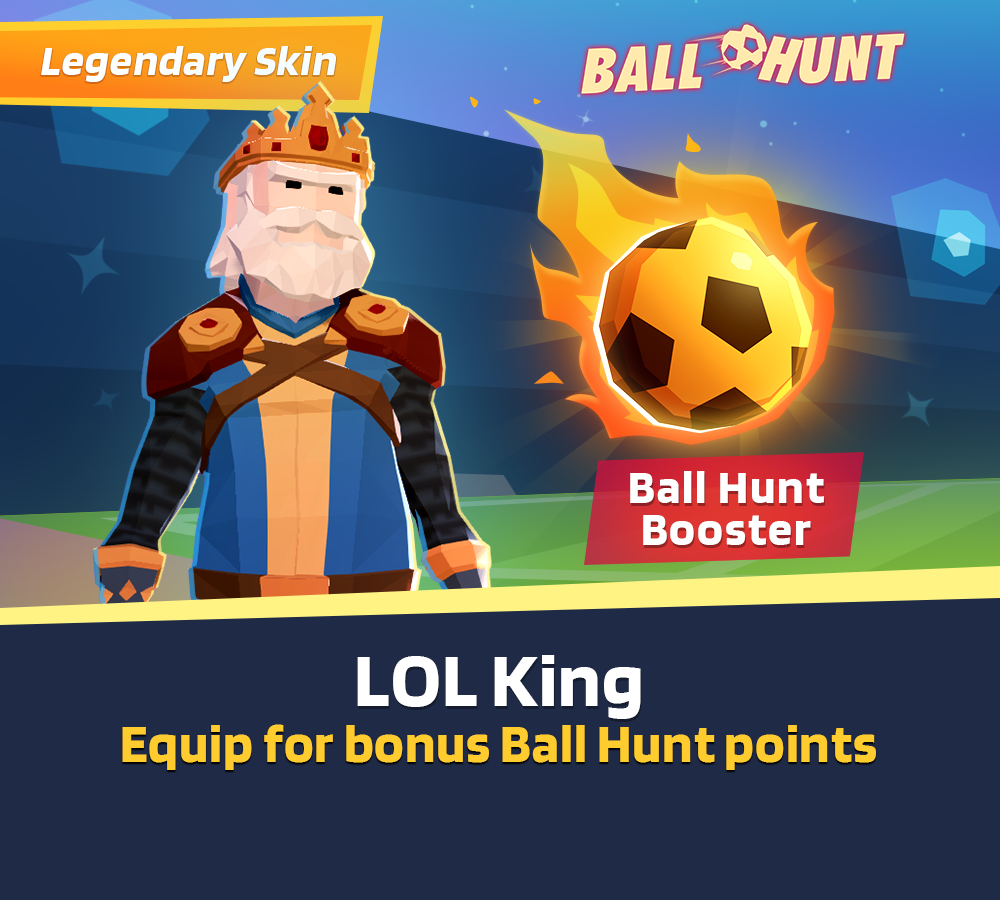 Legendary Skin
BALL HUNT
Ball Hunt
Booster
LOL King
Equip for bonus Ball Hunt points